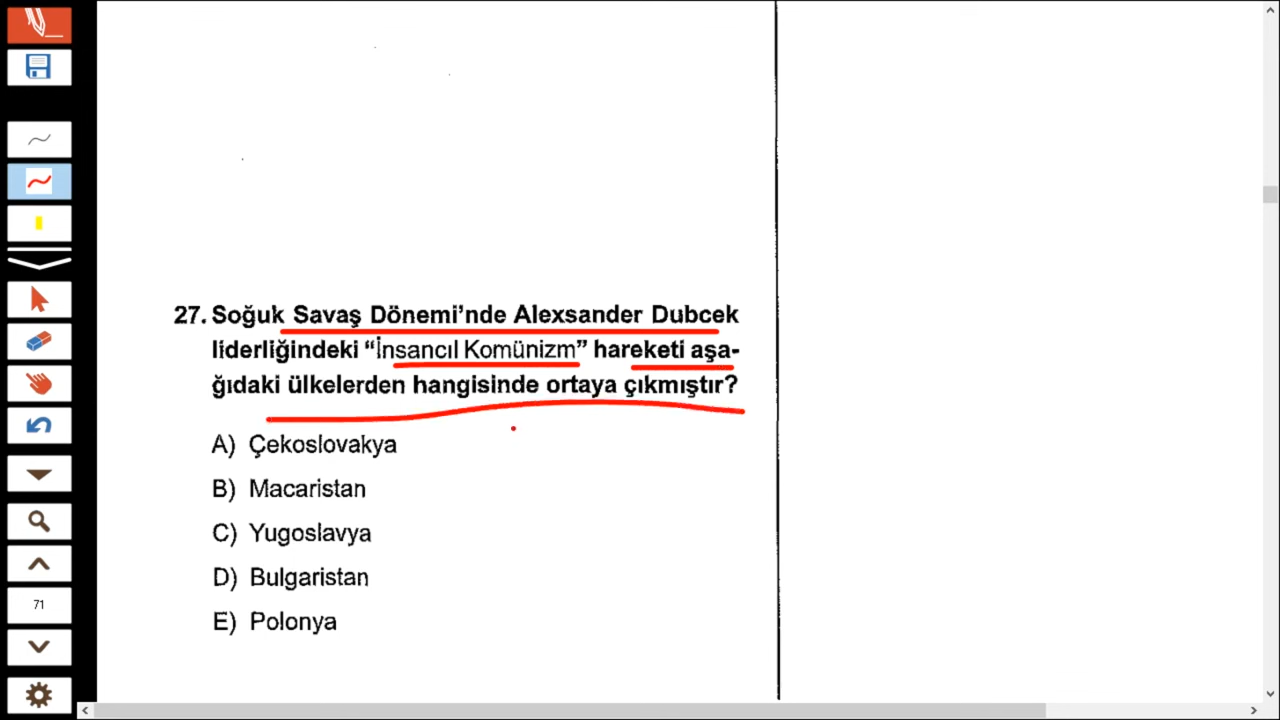 27. Soğuk Savaş Dönemi'nde Alexsander Dubcek
liderliğindeki “İnsancıl Komünizm” hareketi aşa-
ğıdaki ülkelerden hangisinde ortaya çıkmıştır?
A) Çekoslovakya
B) Macaristan
C) Yugoslavya
D) Bulgaristan
E) Polonya
71